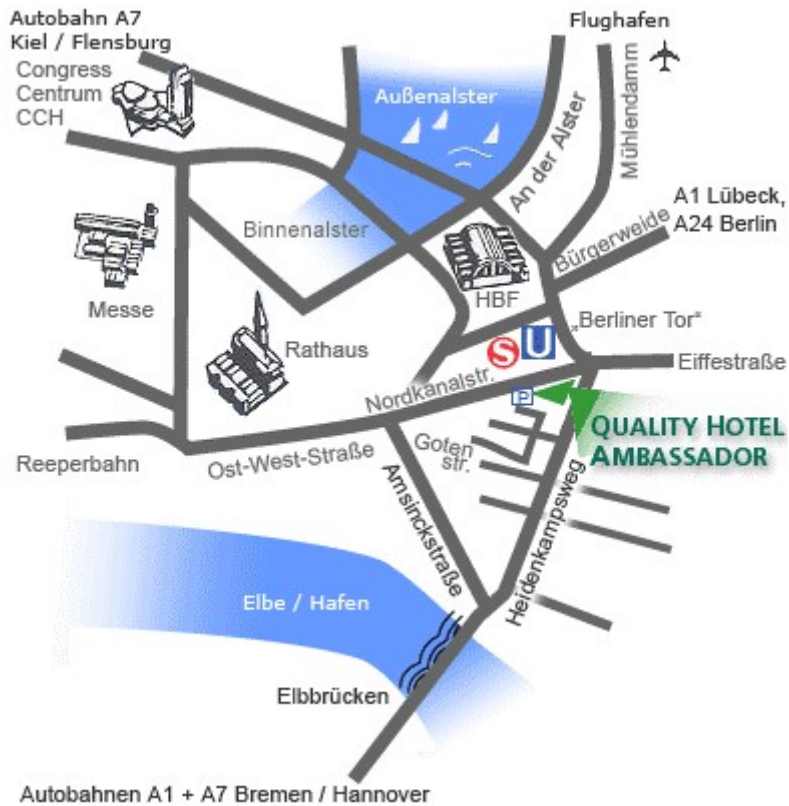 Autobahn A7
Kiel / Flensburg
Congress
Centrum
CCH
Flughafen
Außenalster
An der Alster
Mühlendamm
A1 Lübeck,
A24 Berlin
Bürgerweide
Binnenalster
Messe
HBF
Rathaus
S
U
„Berliner Tor“
Eiffestraße
Nordkanalstr.
P
QUALITY HOTEL
AMBASSADOR
Reeperbahn
Ost-West-Straße
Goten
str.
Amsinckstraße
Heidenkampsweg
Elbe / Hafen
Elbbrücken
Autobahnen A1 + A7 Bremen / Hannover